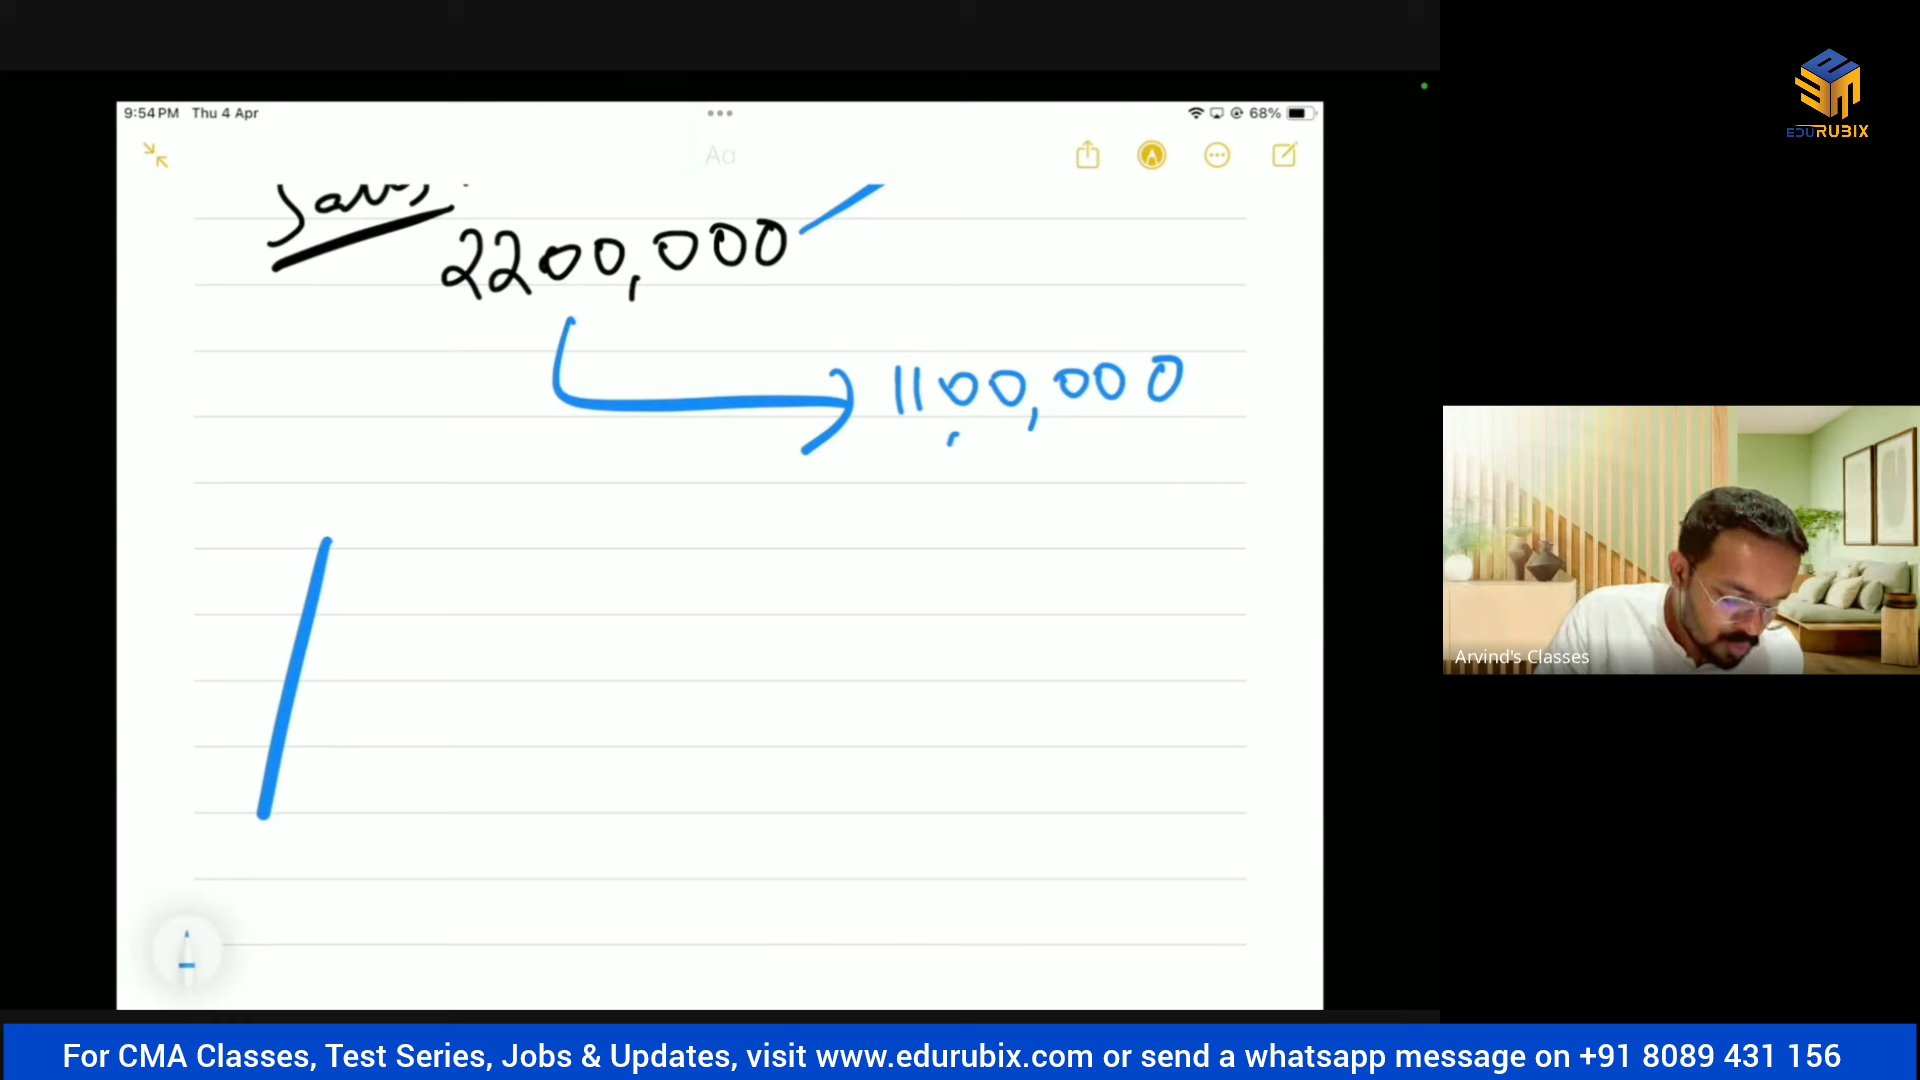 9:54 PM Thu 4 Apr
68%
Aa
Sales
2200,000
1100,000
EDURUBIX
Arvind's Classes
For CMA Classes, Test Series, Jobs & Updates, visit www.edurubix.com or send a whatsapp message on +91 8089 431 156